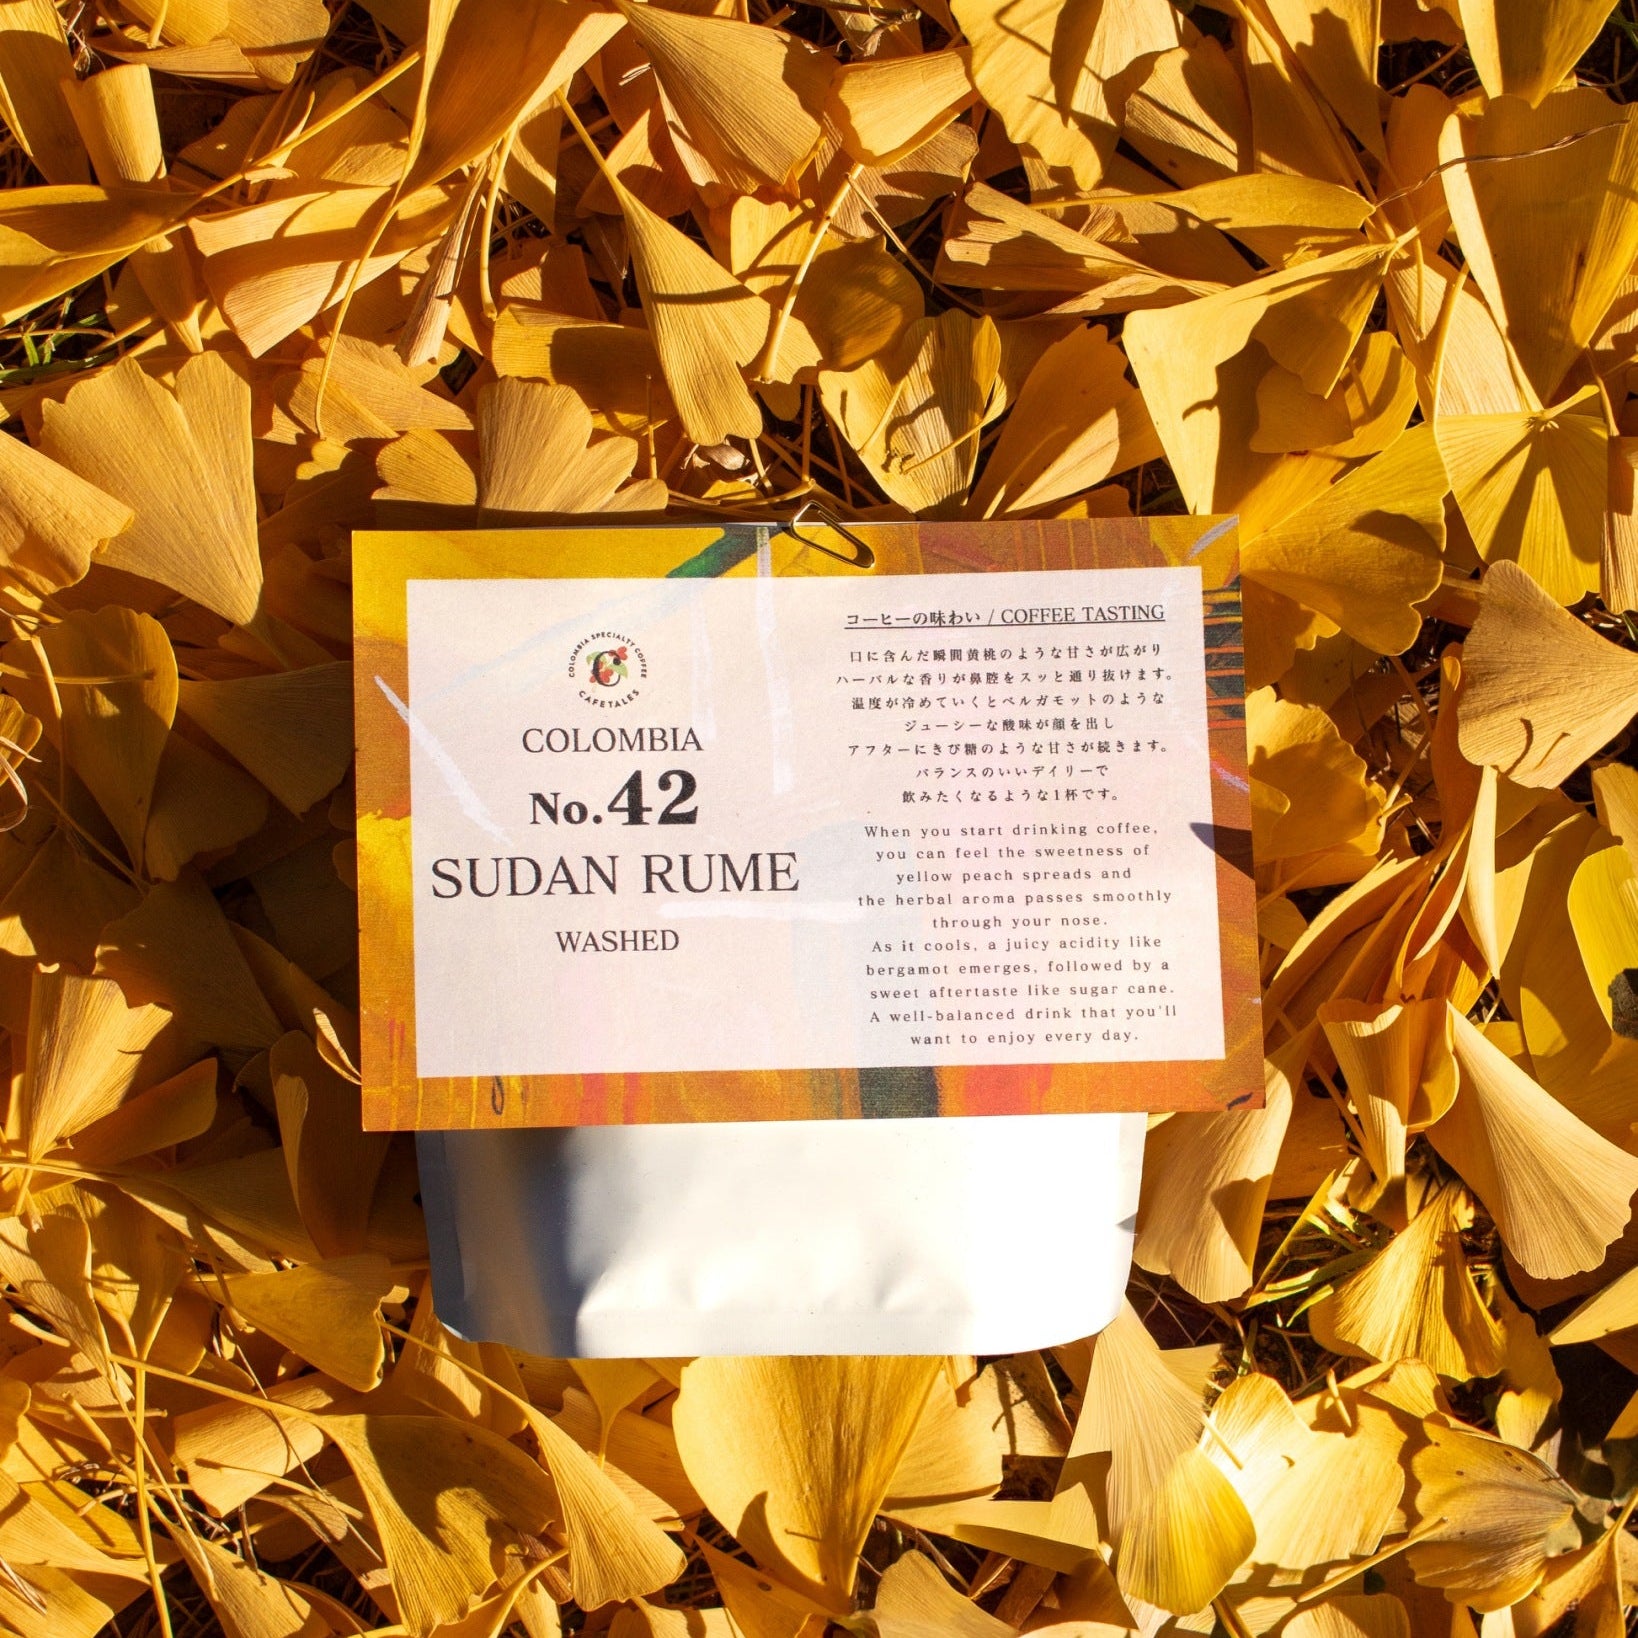 COLOMBIA SPECIALTY COFFEE
CAFETALES
COLOMBIA
No.42
SUDAN RUME
WASHED
コーヒーの味わい / COFFEE TASTING
口に含んだ瞬間黄桃のような甘さが広がり
ハーバルな香りが鼻腔をスッと通り抜けます。
温度が冷めていくとベルガモットのような
ジューシーな酸味が顔を出し
アフターにきび糖のような甘さが続きます。
バランスのいいデイリーで
飲みたくなるような1杯です。
When you start drinking coffee,
you can feel the sweetness of
yellow peach spreads and
the herbal aroma passes smoothly
through your nose.
As it cools, a juicy acidity like
bergamot emerges, followed by a
sweet aftertaste like sugar cane.
A well-balanced drink that you'll
want to enjoy every day.